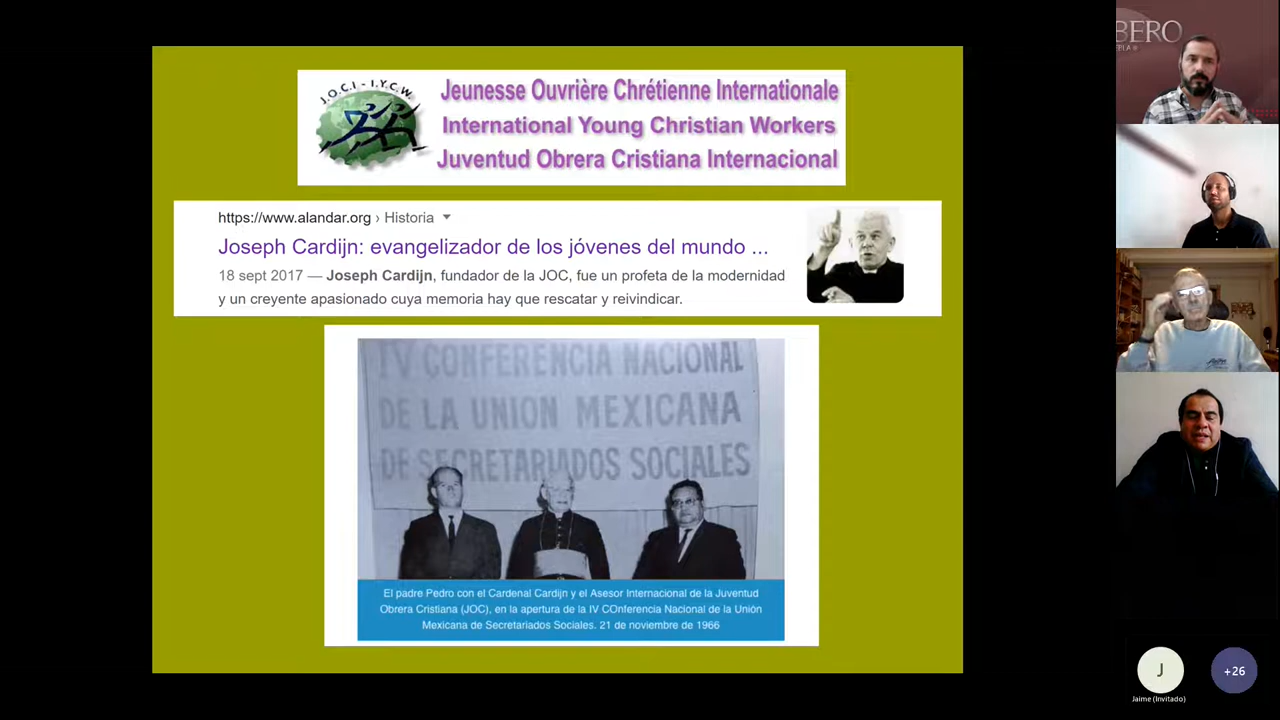 J.O.C.I - I.Y.C.W.
Jeunesse Ouvrière Chrétienne Internationale
International Young Christian Workers
Juventud Obrera Cristiana Internacional
https://www.alandar.org › Historia
Joseph Cardijn: evangelizador de los jóvenes del mundo ...
18 sept 2017 — Joseph Cardijn, fundador de la JOC, fue un profeta de la modernidad
y un creyente apasionado cuya memoria hay que rescatar y reivindicar.
IV CONFERENCIA NACIONAL
DE LA UNION MEXICANA
DE SECRETARIADOS SOCIALES
El padre Pedro con el Cardenal Cardijn y el Asesor Internacional de la Juventud
Obrera Cristiana (JOC), en la apertura de la IV COnferencia Nacional de la Unión
Mexicana de Secretariados Sociales. 21 de noviembre de 1966
BERO
J
+26
Jaime (Invitado)